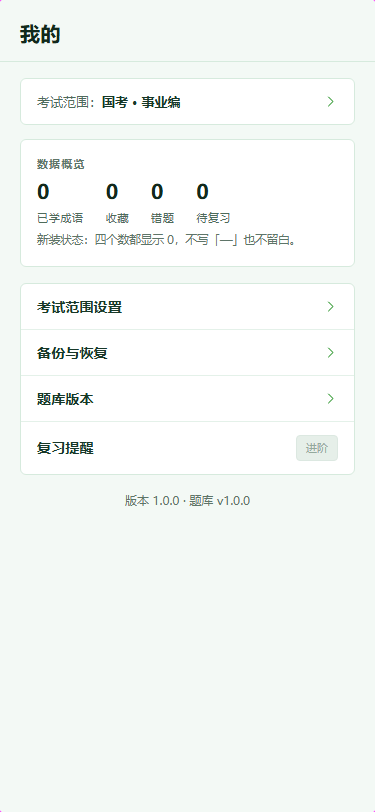 我的
考试范围：国考 • 事业编
数据概览
0 0 0 0
已学成语 收藏 错题 待复习
新装状态：四个数都显示 0，不写「—」也不留白。
考试范围设置
备份与恢复
题库版本
复习提醒 进阶
版本 1.0.0 · 题库 v1.0.0